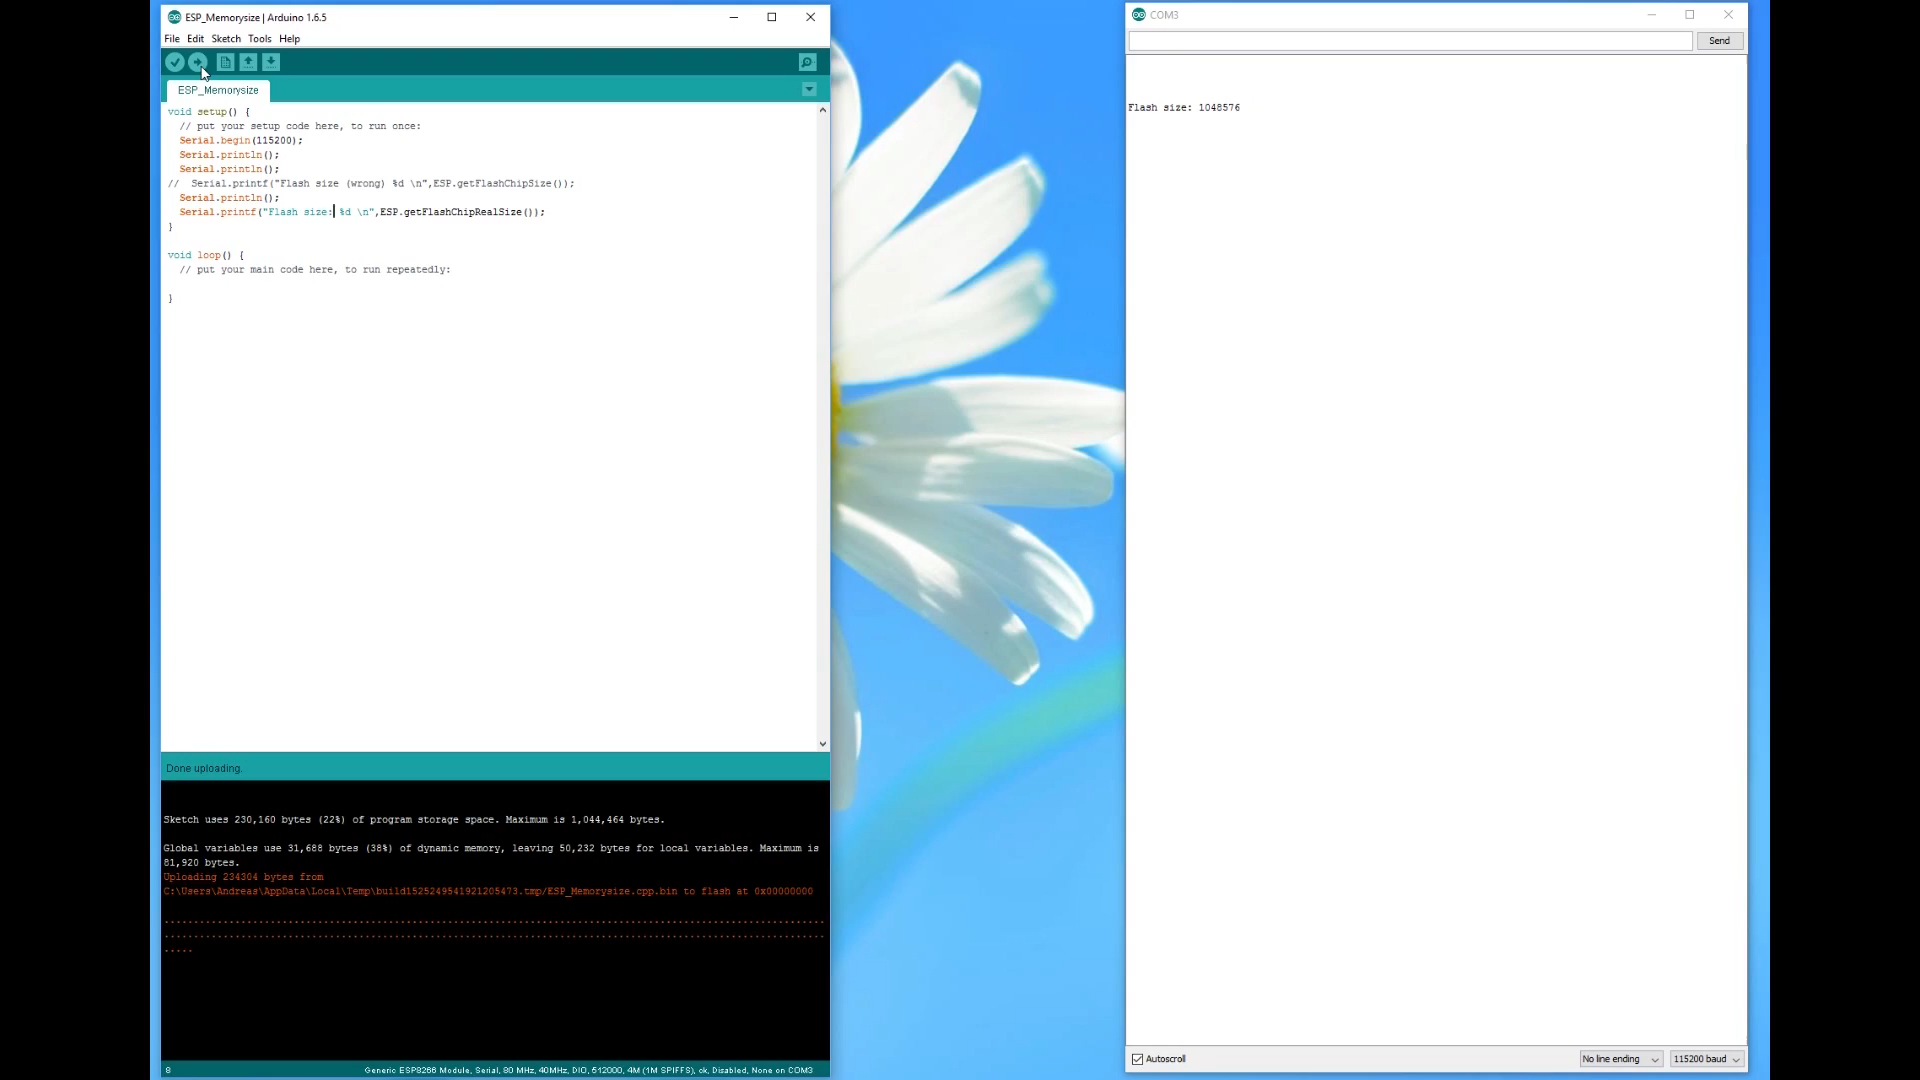 ESP_Memorysize | Arduino 1.6.5
File Edit Sketch Tools Help
ESP_Memorysize
void setup() {
// put your setup code here, to run once:
Serial.begin(115200);
Serial.println();
Serial.println();
//  Serial.printf("Flash size (wrong) %d \n",ESP.getFlashChipSize());
Serial.println();
Serial.printf("Flash size: %d \n",ESP.getFlashChipRealSize());
}
void loop() {
// put your main code here, to run repeatedly:
}
Done uploading.
Sketch uses 230,160 bytes (22%) of program storage space. Maximum is 1,044,464 bytes.
Global variables use 31,688 bytes (38%) of dynamic memory, leaving 50,232 bytes for local variables. Maximum is
81,920 bytes.
Uploading 234304 bytes from
C:\Users\Andreas\AppData\Local\Temp\build1525249541921205473.tmp/ESP_Memorysize.cpp.bin to flash at 0x00000000
................................................................................................................
................................................................................................................
.....
8
Generic ESP8266 Module, Serial, 80 MHz, 40MHz, DIO, 512000, 4M (1M SPIFFS), ck, Disabled, None on COM3
COM3
Send
Flash size: 1048576
Autoscroll
No line ending
115200 baud